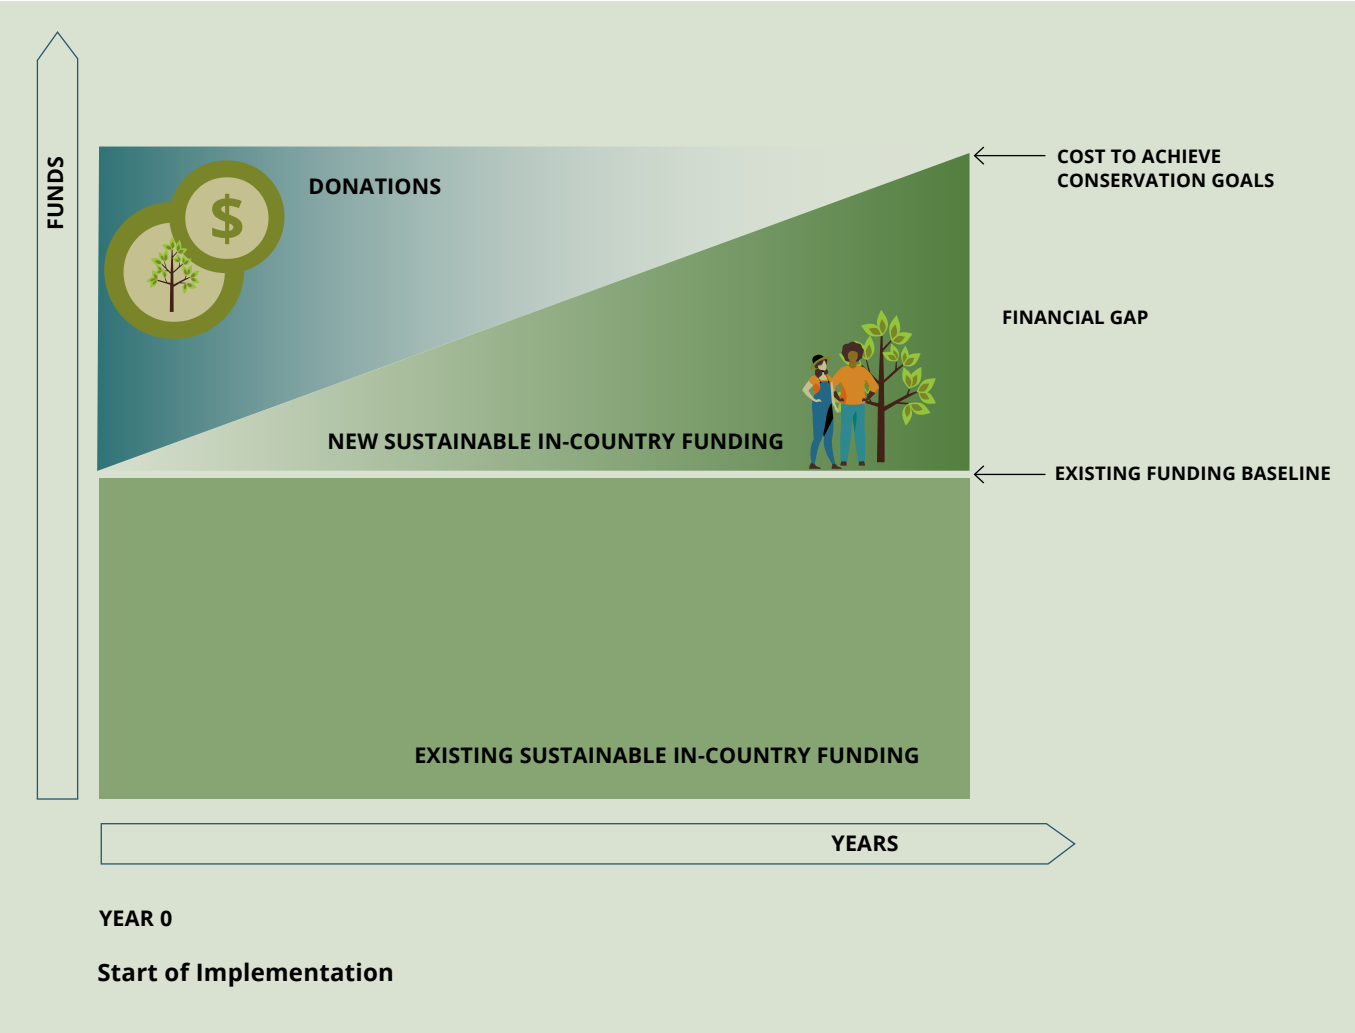 FUNDS
DONATIONS
$
COST TO ACHIEVE
CONSERVATION GOALS
FINANCIAL GAP
NEW SUSTAINABLE IN-COUNTRY FUNDING
EXISTING FUNDING BASELINE
EXISTING SUSTAINABLE IN-COUNTRY FUNDING
YEARS
YEAR 0
Start of Implementation